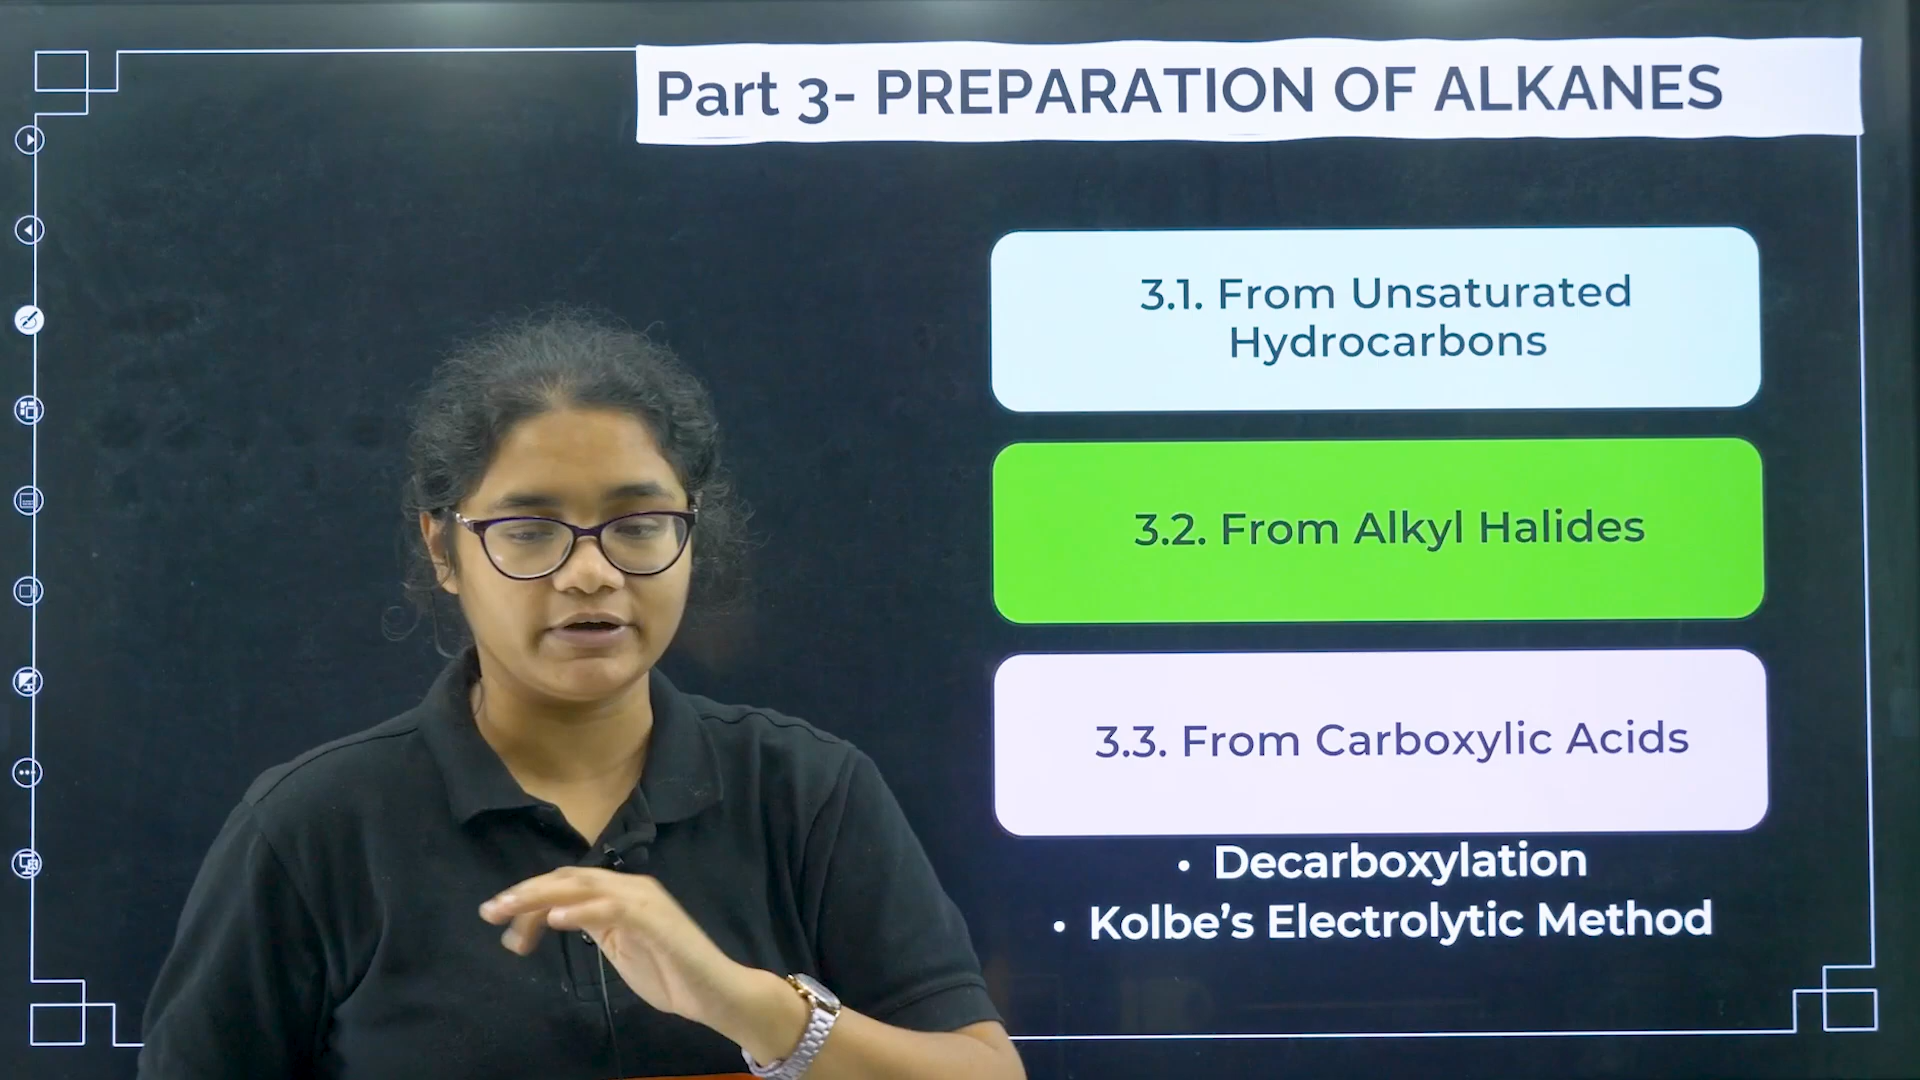 Part 3- PREPARATION OF ALKANES
3.1. From Unsaturated
Hydrocarbons
3.2. From Alkyl Halides
3.3. From Carboxylic Acids
• Decarboxylation
• Kolbe's Electrolytic Method